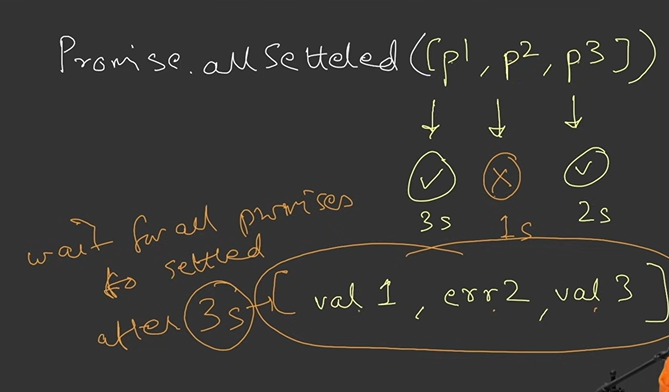 Promise.allSetteled([p1, p2, p3])
3s 1s 2s
wait for all promises
to settled
after 3s → [ val 1, err2, val 3 ]